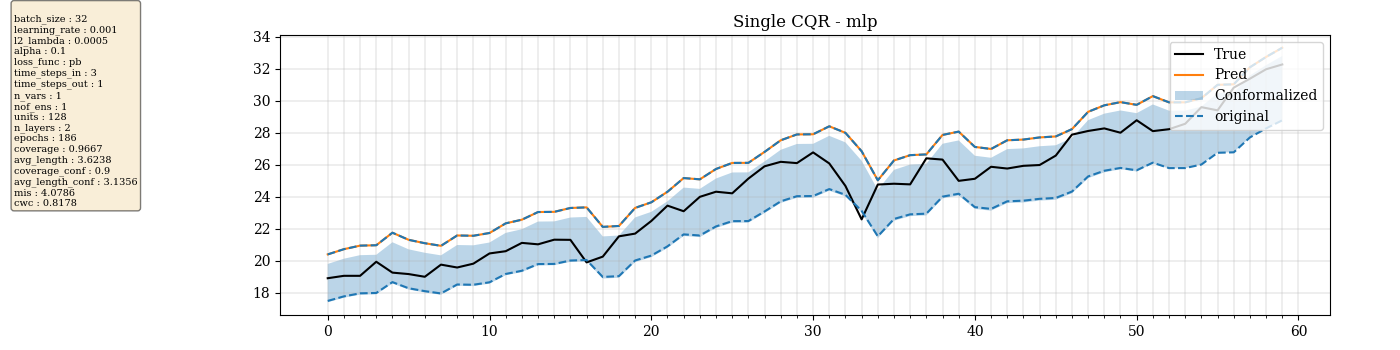 batch_size : 32
learning_rate : 0.001
l2_lambda : 0.0005
alpha : 0.1
loss_func : pb
time_steps_in : 3
time_steps_out : 1
n_vars : 1
nof_ens : 1
units : 128
n_layers : 2
epochs : 186
coverage : 0.9667
avg_length : 3.6238
coverage_conf : 0.9
avg_length_conf : 3.1356
mis : 4.0786
cwc : 0.8178
Single CQR - mlp
34
32
30
28
26
24
22
20
18
0 10 20 30 40 50 60
True
Pred
Conformalized
original